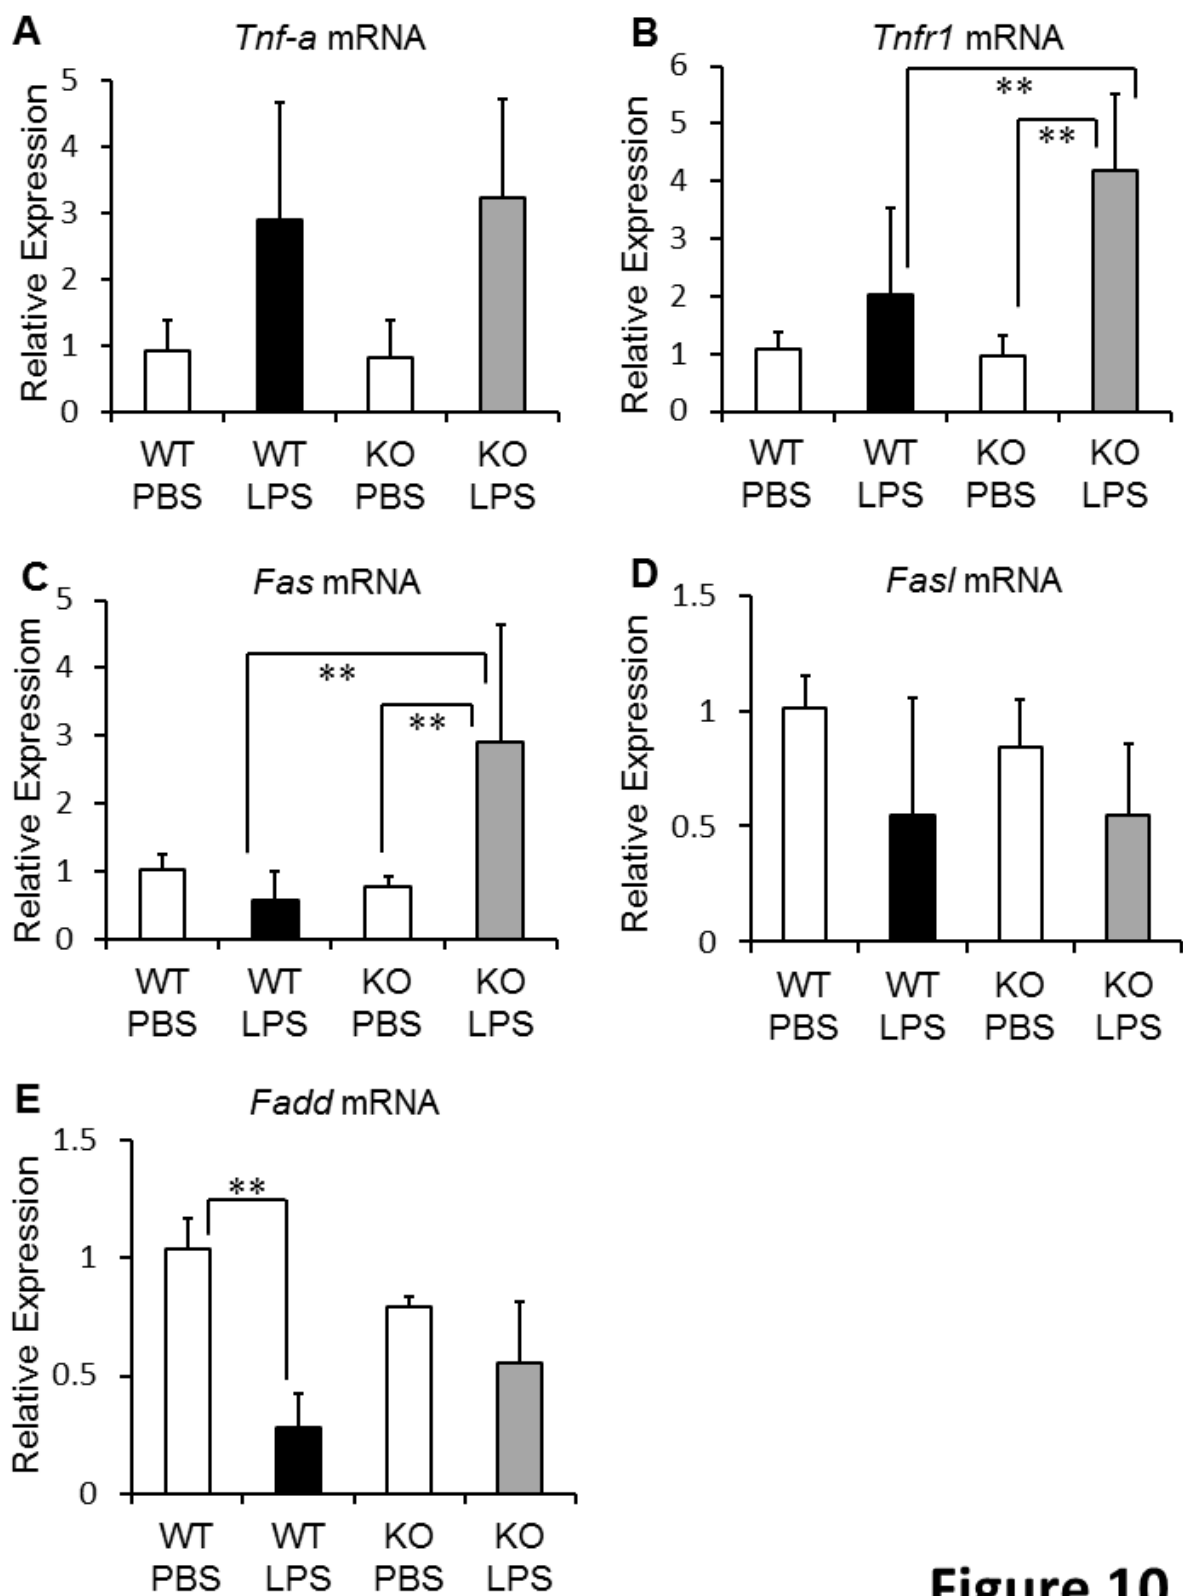 A
Tnf-a mRNA
Relative Expression
5
4
3
2
1
0
WT PBS
WT LPS
KO PBS
KO LPS
B
Tnfr1 mRNA
Relative Expression
6
5
4
3
2
1
0
**
**
WT PBS
WT LPS
KO PBS
KO LPS
C
Fas mRNA
Relative Expressiom
5
4
3
2
1
0
**
**
WT PBS
WT LPS
KO PBS
KO LPS
D
Fasl mRNA
Relative Expression
1.5
1
0.5
0
WT PBS
WT LPS
KO PBS
KO LPS
E
Fadd mRNA
Relative Expression
1.5
1
0.5
0
**
WT PBS
WT LPS
KO PBS
KO LPS
Figure 10